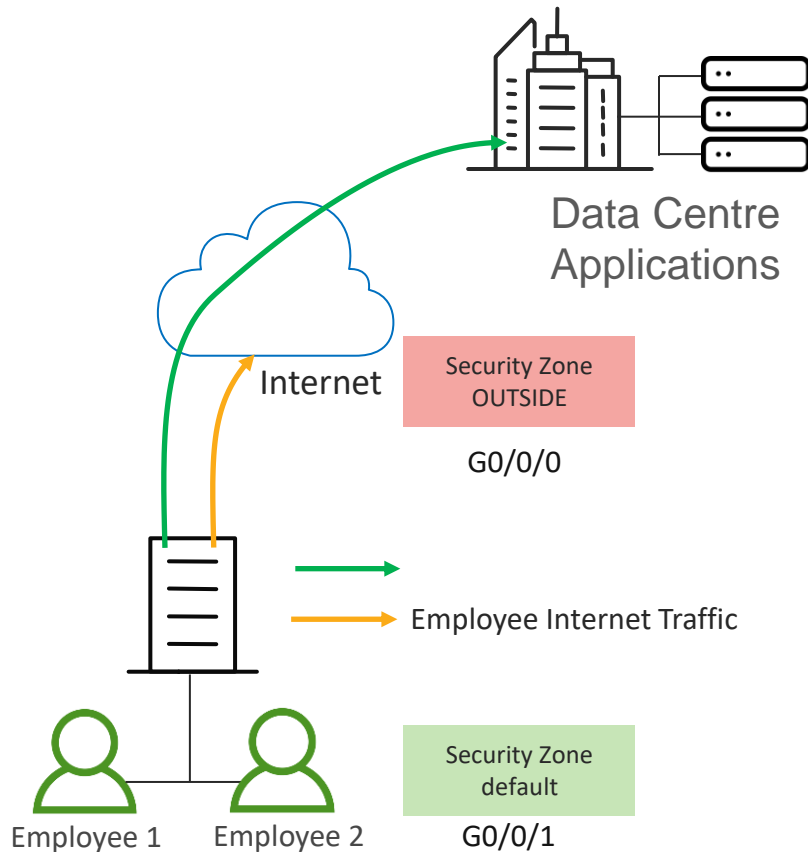 Data Centre
Applications
Internet
Security Zone
OUTSIDE
G0/0/0
Employee Internet Traffic
Security Zone
default
Employee 1
Employee 2
G0/0/1